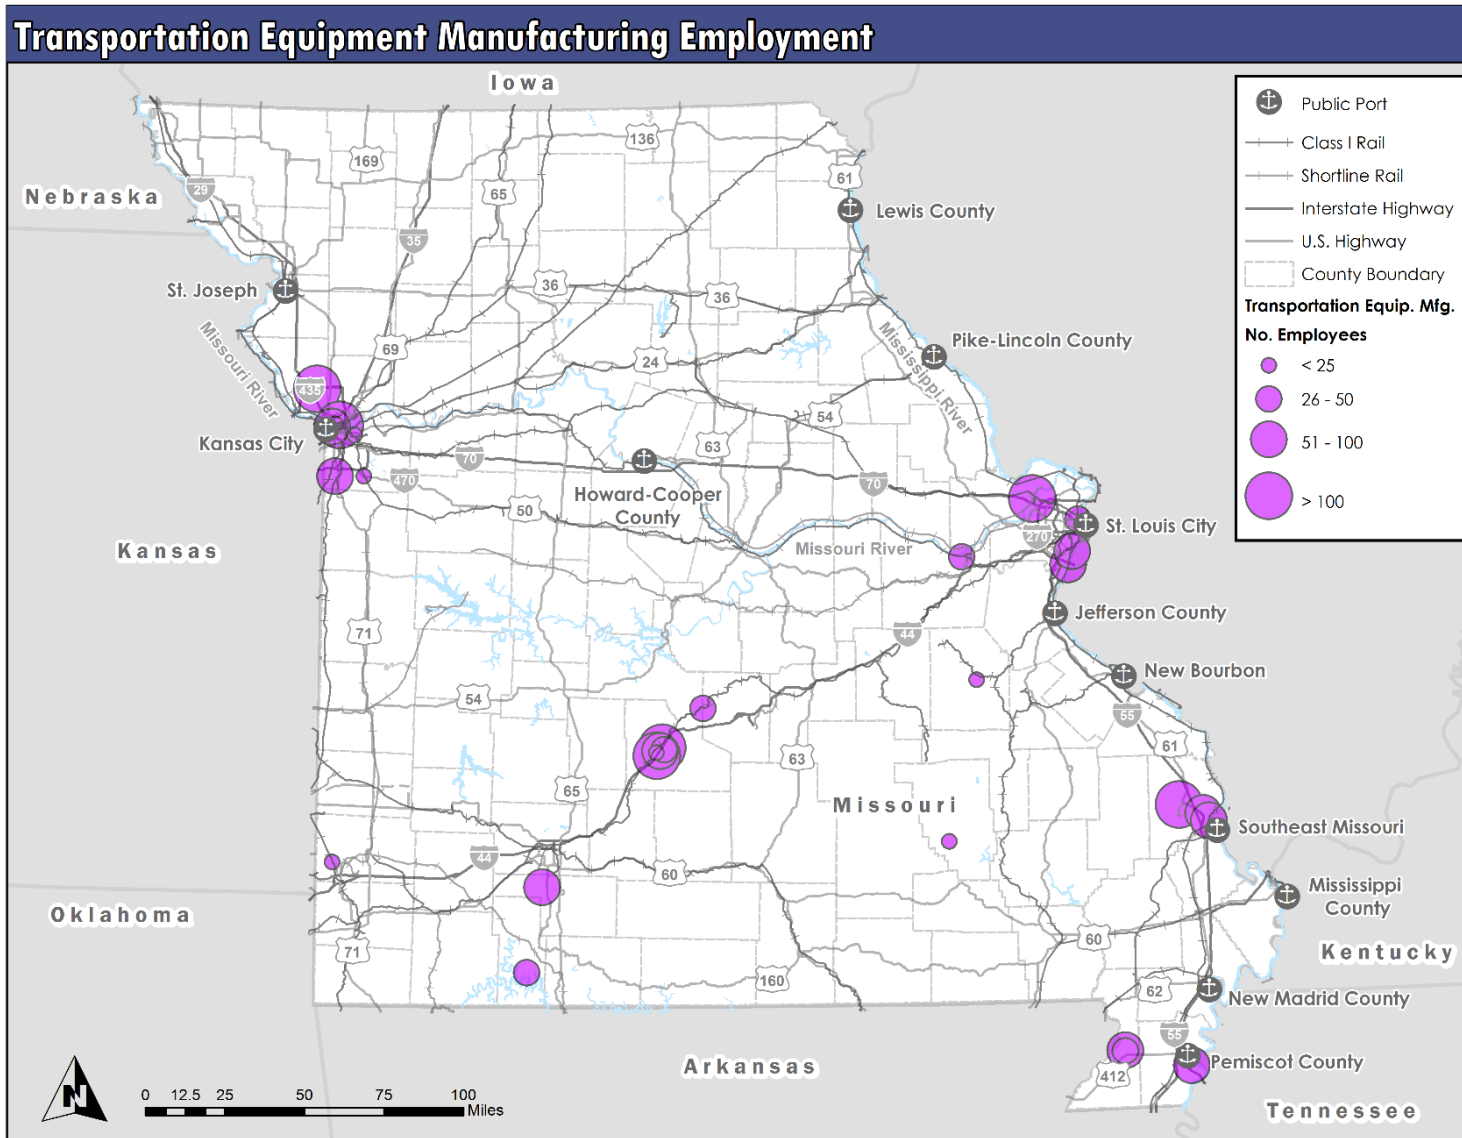 Transportation Equipment Manufacturing Employment
Iowa
Public Port
Class I Rail
Shortline Rail
Interstate Highway
U.S. Highway
County Boundary
Transportation Equip. Mfg.
No. Employees
< 25
26 - 50
51 - 100
> 100
136
169
61
29
65
Nebraska
Lewis County
35
St. Joseph
36
36
Missouri River
69
24
Mississippi River
Pike-Lincoln County
435
54
Kansas City
63
70
470
70
Howard-Cooper
County
50
St. Louis City
270
Kansas
Missouri River
Jefferson County
71
44
New Bourbon
54
55
61
63
65
Missouri
Southeast Missouri
44
60
Mississippi
County
Oklahoma
60
71
Kentucky
160
62
New Madrid County
55
Arkansas
Pemiscot County
412
N
0 12.5 25 50 75 100
Miles
Tennessee